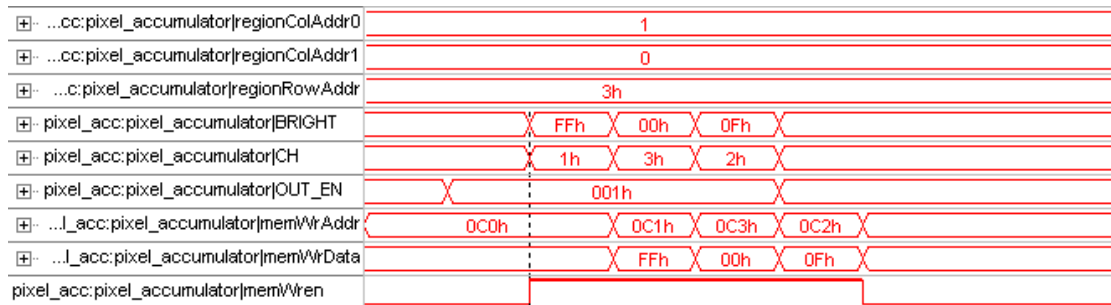 ...cc:pixel_accumulator|regionColAddr0 1
...cc:pixel_accumulator|regionColAddr1 0
...c:pixel_accumulator|regionRowAddr 3h
pixel_acc:pixel_accumulator|BRIGHT FFh 00h 0Fh
pixel_acc:pixel_accumulator|CH 1h 3h 2h
pixel_acc:pixel_accumulator|OUT_EN 001h
...l_acc:pixel_accumulator|memWrAddr 0C0h 0C1h 0C3h 0C2h
...l_acc:pixel_accumulator|memWrData FFh 00h 0Fh
pixel_acc:pixel_accumulator|memWren